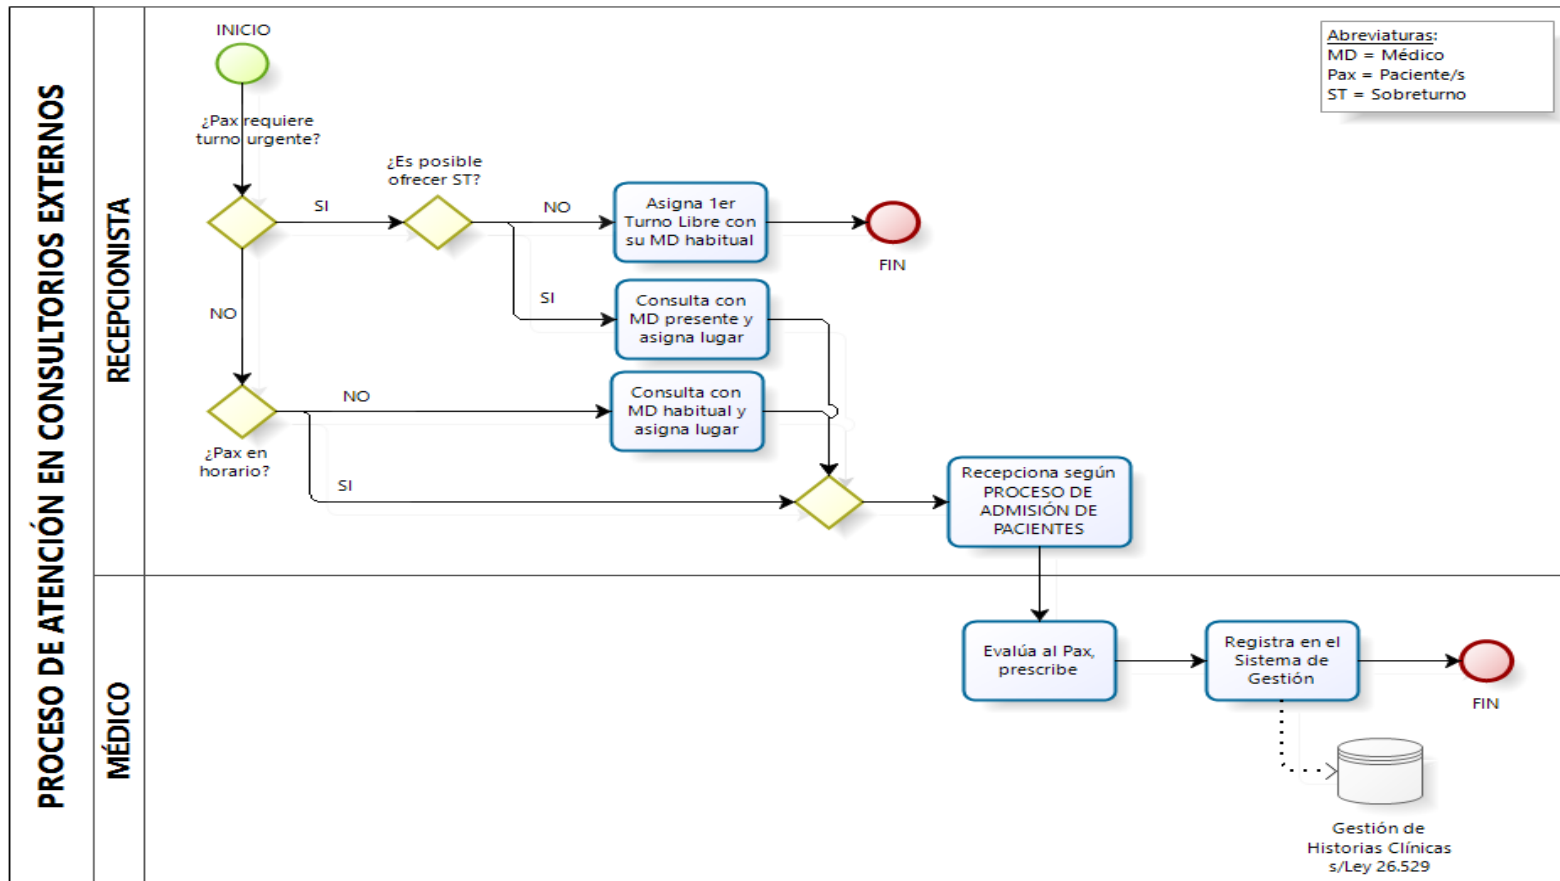 PROCESO DE ATENCIÓN EN CONSULTORIOS EXTERNOS
RECEPCIONISTA
INICIO
Abreviaturas:
MD = Médico
Pax = Paciente/s
ST = Sobreturno
¿Pax requiere
turno urgente?
SI
¿Es posible
ofrecer ST?
NO
Asigna 1er
Turno Libre con
su MD habitual
FIN
SI
Consulta con
MD presente y
asigna lugar
NO
¿Pax en
horario?
NO
Consulta con
MD habitual y
asigna lugar
SI
Recepciona según
PROCESO DE
ADMISIÓN DE
PACIENTES
MÉDICO
Evalúa al Pax,
prescribe
Registra en el
Sistema de
Gestión
FIN
Gestión de
Historias Clínicas
s/Ley 26.529